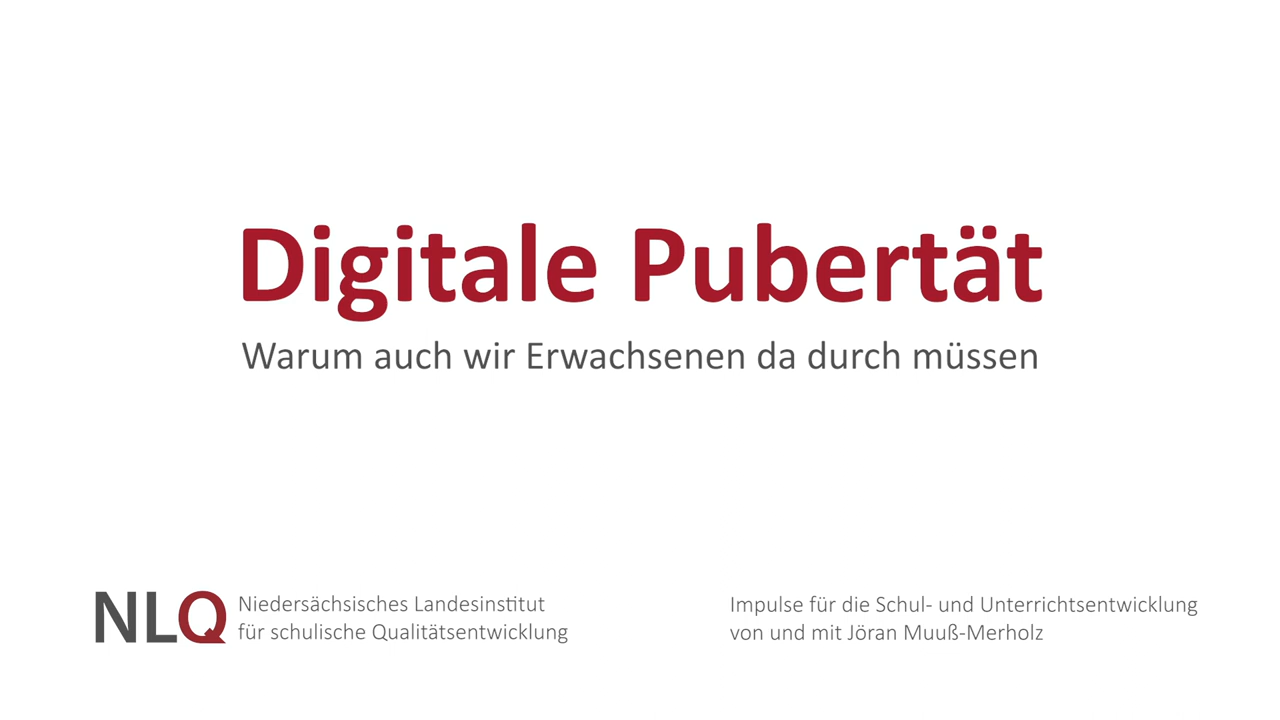 Digitale Pubertät
Warum auch wir Erwachsenen da durch müssen
NLQ
Niedersächsisches Landesinstitut
für schulische Qualitätsentwicklung
Impulse für die Schul- und Unterrichtsentwicklung
von und mit Jöran Muuß-Merholz